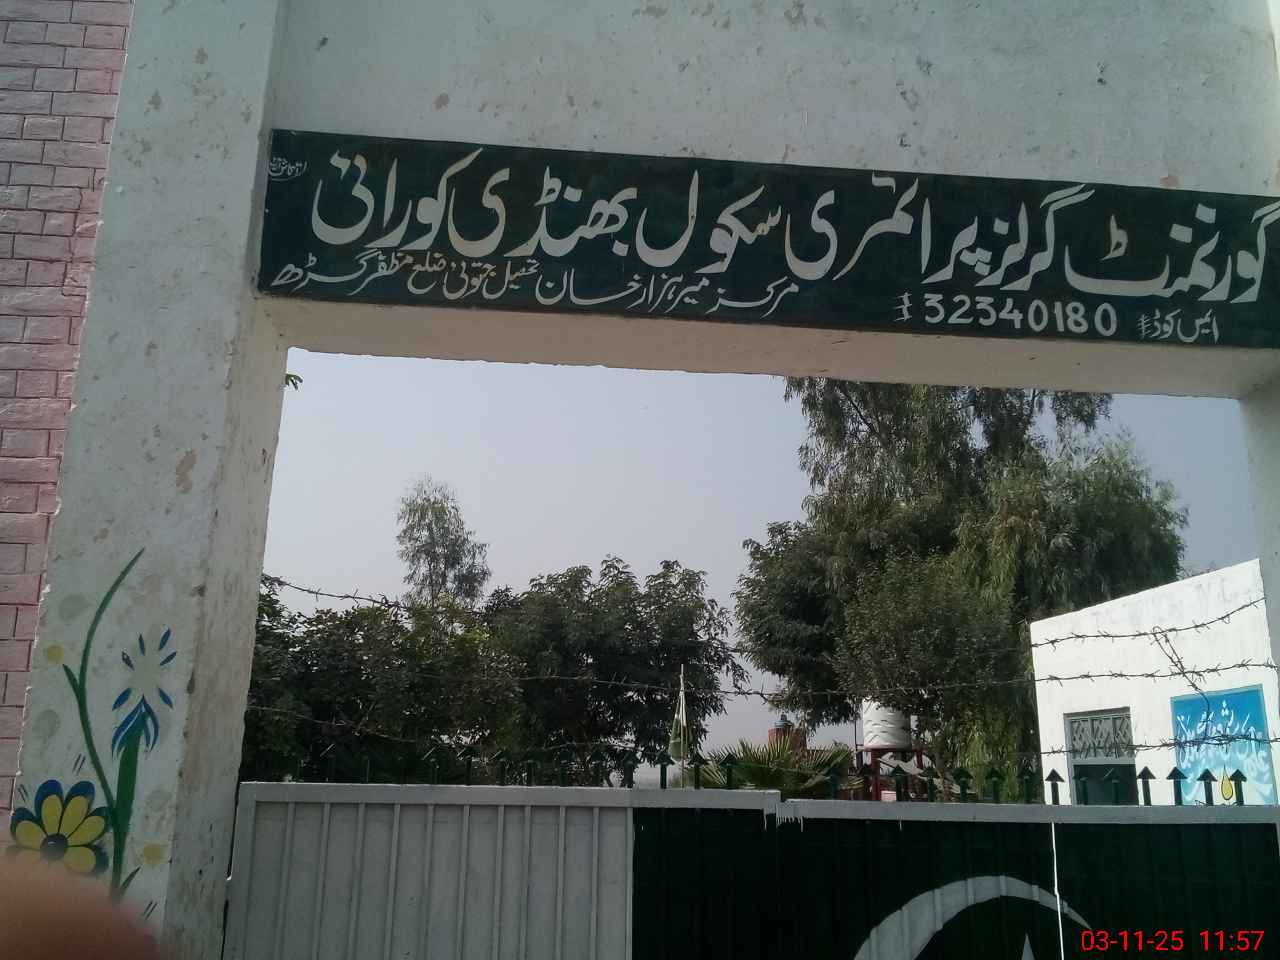 گورنمنٹ گرلز پرائمری سکول بھنڈی کورائی
ایس کوڈ 32340180
مرکز میر ہزار خان تحصیل جتوئی ضلع مظفر گڑھ
03-11-25 11:57